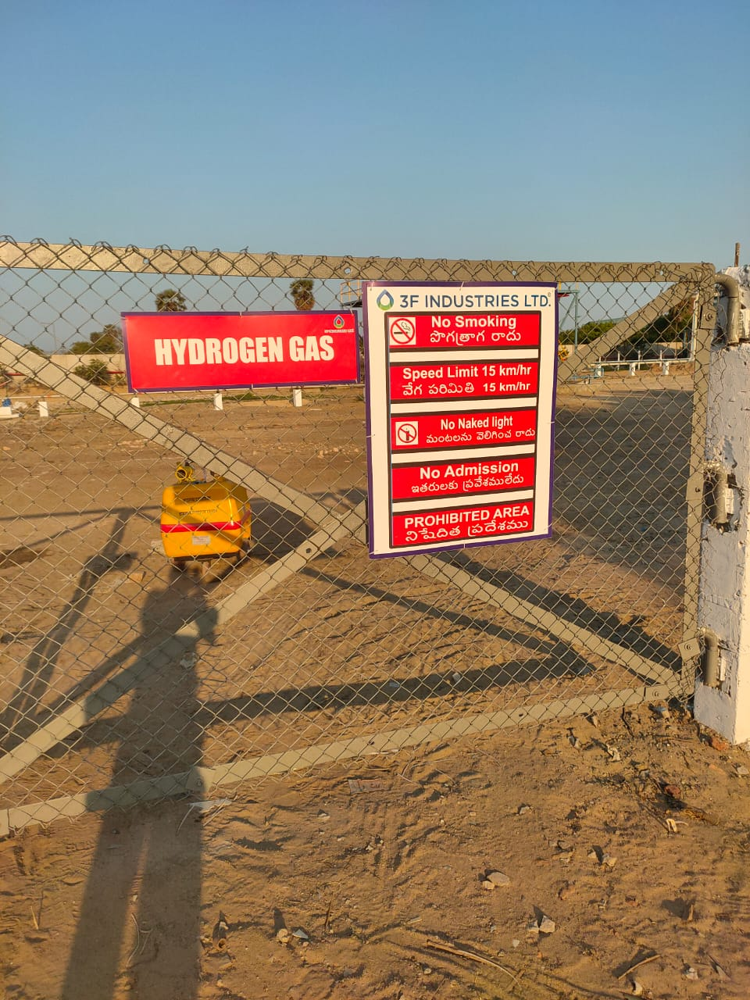 HYDROGEN GAS
3F INDUSTRIES LTD.
No Smoking
పొగత్రాగ రాదు
Speed Limit 15 km/hr
వేగ పరిమితి 15 km/hr
No Naked light
మంటలను వెలిగించ రాదు
No Admission
ఇతరులకు ప్రవేశములేదు
PROHIBITED AREA
నిషేదిత ప్రదేశము